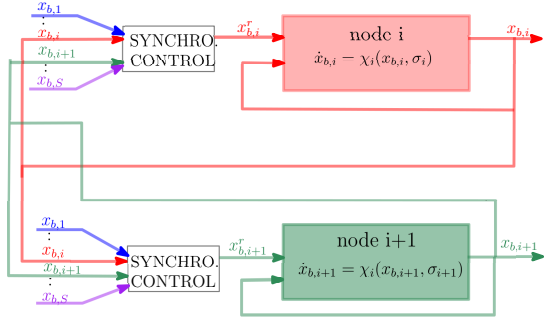 x_{b,1}
⋮
x_{b,i}
x_{b,i+1}
⋮
x_{b,S}
SYNCHRO.
CONTROL
x^r_{b,i}
node i
ẋ_{b,i} − χ_i(x_{b,i}, σ_i)
x_{b,i}
x_{b,1}
⋮
x_{b,i}
x_{b,i+1}
⋮
x_{b,S}
SYNCHRO.
CONTROL
x^r_{b,i+1}
node i+1
ẋ_{b,i+1} = χ_i(x_{b,i+1}, σ_{i+1})
x_{b,i+1}